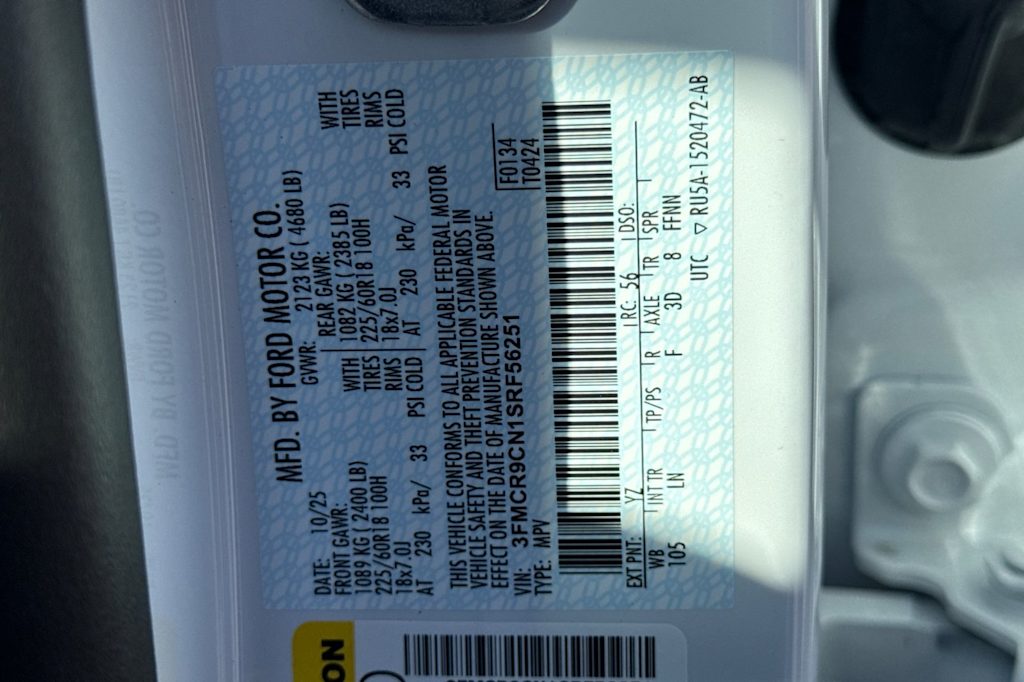 MFD. BY FORD MOTOR CO.
DATE: 10/25 GVWR: 2123 KG ( 4680 LB)
FRONT GAWR: REAR GAWR:
1089 KG ( 2400 LB) WITH 1082 KG ( 2385 LB) WITH
225/60R18 100H TIRES 225/60R18 100H TIRES
18x7.0J RIMS 18x7.0J RIMS
AT 230 kPa/ 33 PSI COLD AT 230 kPa/ 33 PSI COLD
THIS VEHICLE CONFORMS TO ALL APPLICABLE FEDERAL MOTOR
VEHICLE SAFETY AND THEFT PREVENTION STANDARDS IN
EFFECT ON THE DATE OF MANUFACTURE SHOWN ABOVE.
VIN: 3FMCR9CN1SRF56251 F0134
TYPE: MPV T0424
EXT PNT: YZ RC: 56 DSO:
WB INT TR TP/PS R AXLE TR SPR
105 LN F 3D 8 FFNN
UTC ▽ RU5A-1520472-AB